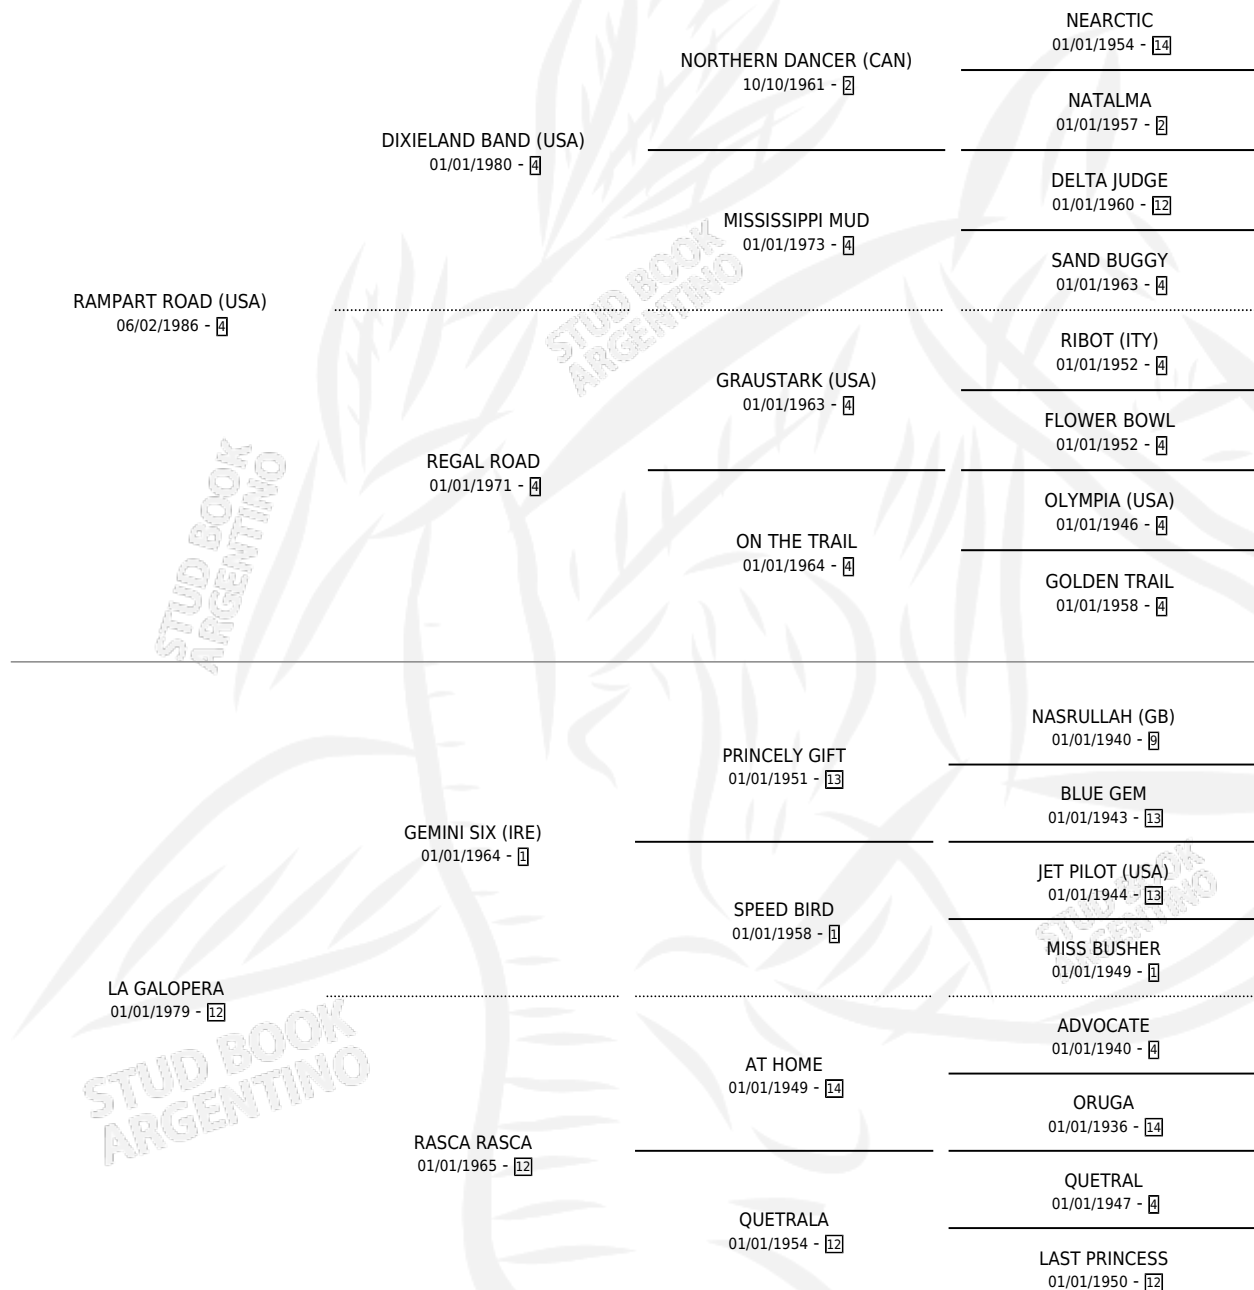 NEARCTIC
01/01/1954 - 14
NORTHERN DANCER (CAN)
10/10/1961 - 2
NATALMA
01/01/1957 - 2
DIXIELAND BAND (USA)
01/01/1980 - 4
DELTA JUDGE
01/01/1960 - 12
MISSISSIPPI MUD
01/01/1973 - 4
SAND BUGGY
01/01/1963 - 4
RAMPART ROAD (USA)
06/02/1986 - 4
RIBOT (ITY)
01/01/1952 - 4
GRAUSTARK (USA)
01/01/1963 - 4
FLOWER BOWL
01/01/1952 - 4
REGAL ROAD
01/01/1971 - 4
OLYMPIA (USA)
01/01/1946 - 4
ON THE TRAIL
01/01/1964 - 4
GOLDEN TRAIL
01/01/1958 - 4
NASRULLAH (GB)
01/01/1940 - 9
PRINCELY GIFT
01/01/1951 - 13
BLUE GEM
01/01/1943 - 13
GEMINI SIX (IRE)
01/01/1964 - 1
JET PILOT (USA)
01/01/1944 - 13
SPEED BIRD
01/01/1958 - 1
MISS BUSHER
01/01/1949 - 1
LA GALOPERA
01/01/1979 - 12
ADVOCATE
01/01/1940 - 4
AT HOME
01/01/1949 - 14
ORUGA
01/01/1936 - 14
RASCA RASCA
01/01/1965 - 12
QUETRAL
01/01/1947 - 4
QUETRALA
01/01/1954 - 12
LAST PRINCESS
01/01/1950 - 12
STUD BOOK
ARGENTINO
STUD BOOK
ARGENTINO
STUD BOOK
ARGENTINO
STUD BOOK
ARGENTINO